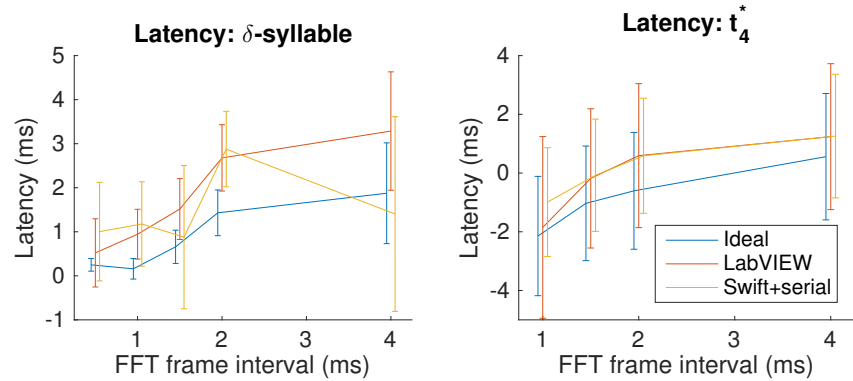 Latency: δ-syllable
Latency (ms)
5
4
3
2
1
0
-1
1
2
3
4
FFT frame interval (ms)
Latency: t₄*
Latency (ms)
4
2
0
-2
-4
1
2
3
4
FFT frame interval (ms)
Ideal
LabVIEW
Swift+serial